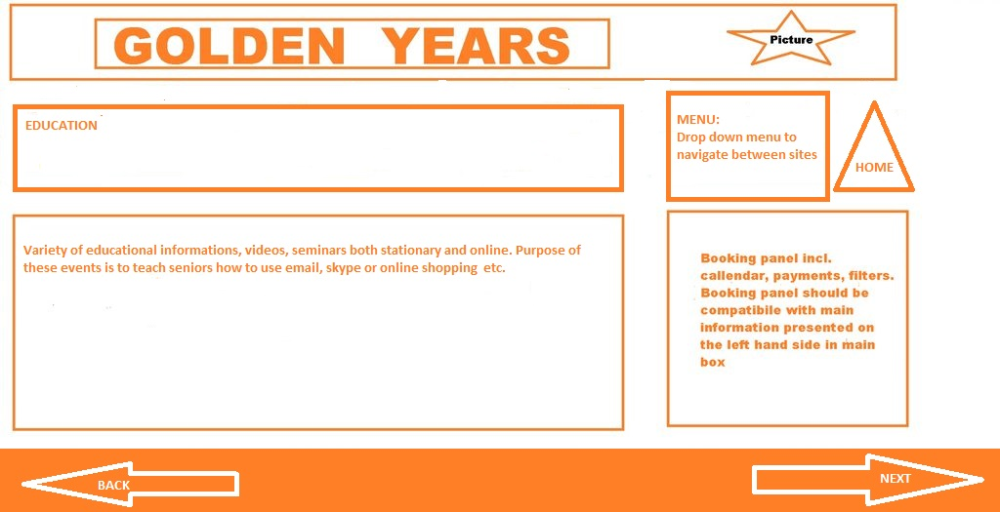 GOLDEN YEARS
Picture
EDUCATION
MENU:
Drop down menu to
navigate between sites
HOME
Variety of educational informations, videos, seminars both stationary and online. Purpose of
these events is to teach seniors how to use email, skype or online shopping etc.
Booking panel incl.
callendar, payments, filters.
Booking panel should be
compatibile with main
information presented on
the left hand side in main
box
BACK
NEXT